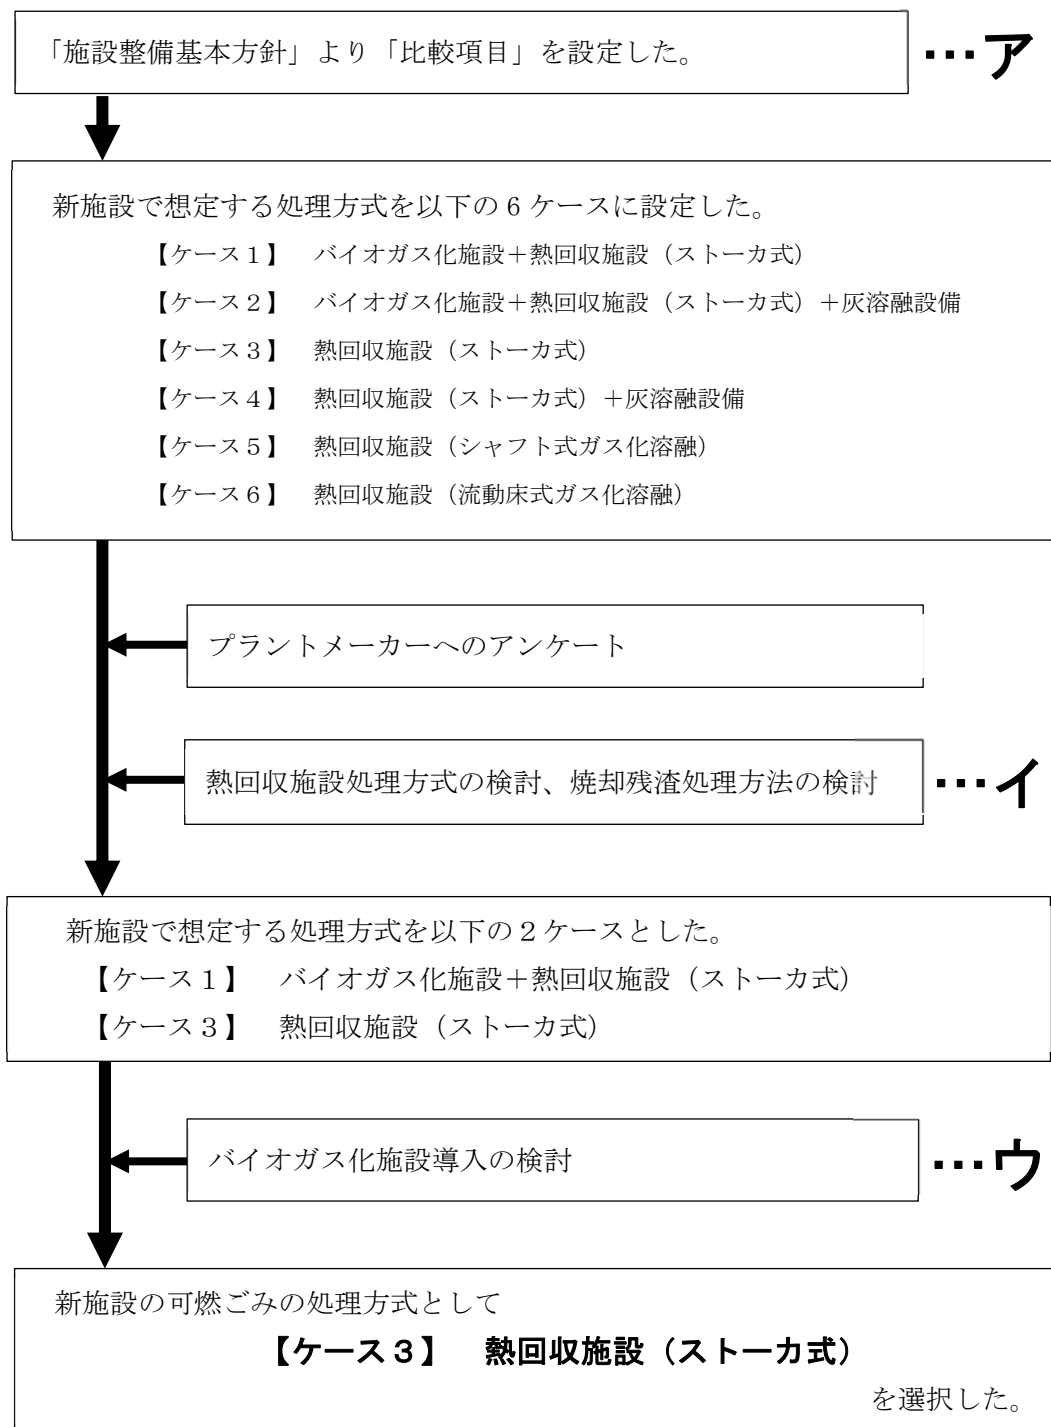 「施設整備基本方針」より「比較項目」を設定した。 …ア
新施設で想定する処理方式を以下の6ケースに設定した。
【ケース1】 バイオガス化施設+熱回収施設(ストーカ式)
【ケース2】 バイオガス化施設+熱回収施設(ストーカ式)+灰溶融設備
【ケース3】 熱回収施設(ストーカ式)
【ケース4】 熱回収施設(ストーカ式)+灰溶融設備
【ケース5】 熱回収施設(シャフト式ガス化溶融)
【ケース6】 熱回収施設(流動床式ガス化溶融)
プラントメーカーへのアンケート
熱回収施設処理方式の検討、焼却残渣処理方法の検討 …イ
新施設で想定する処理方式を以下の2ケースとした。
【ケース1】 バイオガス化施設+熱回収施設(ストーカ式)
【ケース3】 熱回収施設(ストーカ式)
バイオガス化施設導入の検討 …ウ
新施設の可燃ごみの処理方式として
【ケース3】 熱回収施設(ストーカ式)
を選択した。